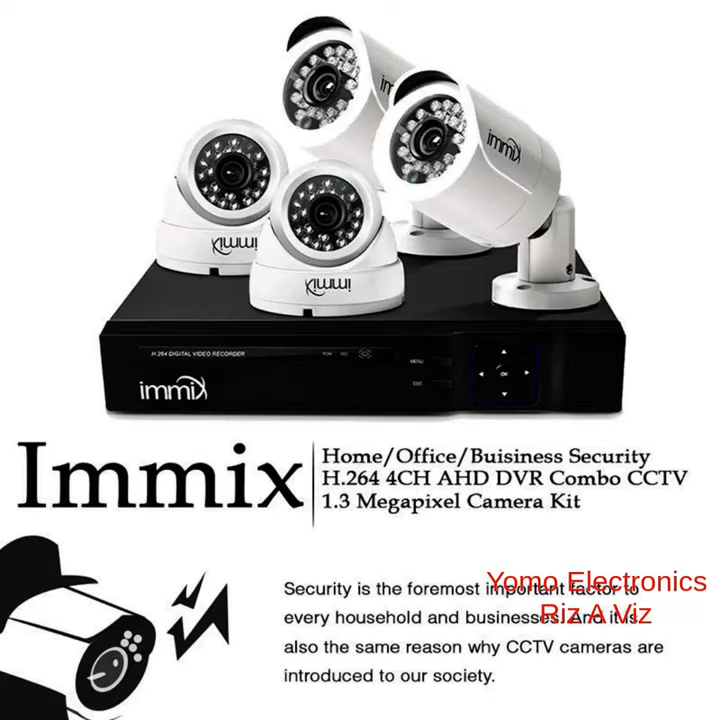 immix
immix
immix
immix
H.264 DIGITAL VIDEO RECORDER
MENU
ESC
OK
immix
Immix
Home/Office/Buisiness Security
H.264 4CH AHD DVR Combo CCTV
1.3 Megapixel Camera Kit
Security is the foremost important factor to
every household and businesses. And it is
also the same reason why CCTV cameras are
introduced to our society.
Yomo Electronics
Riz A Viz